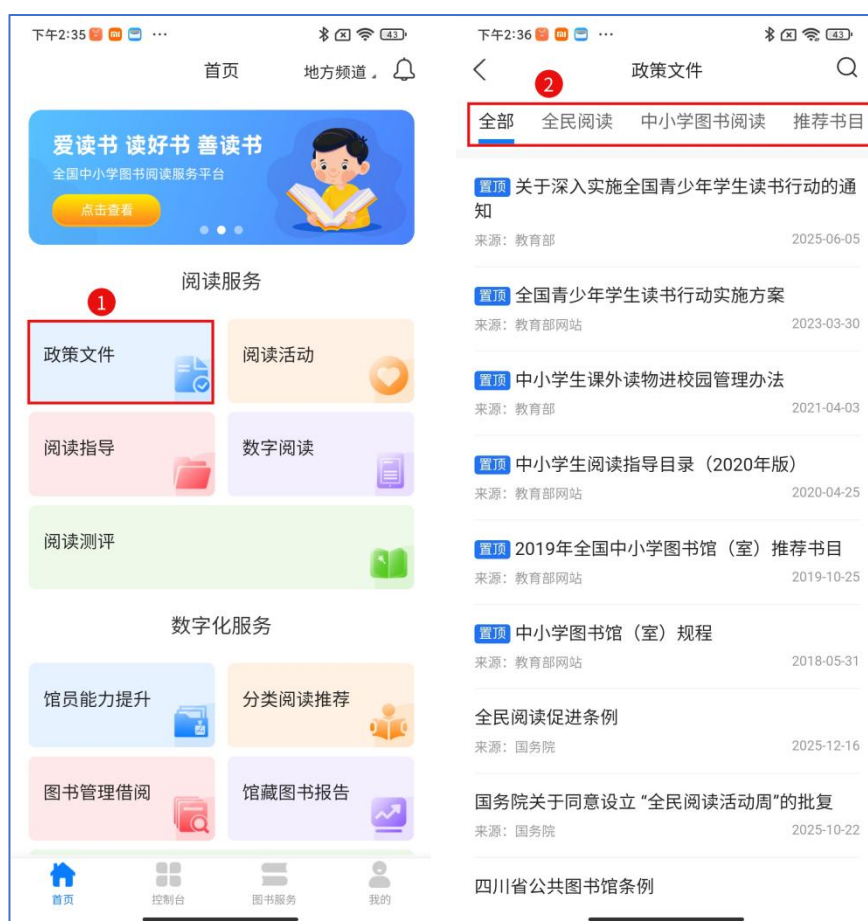 下午2:35
43
首页
地方频道
爱读书 读好书 善读书
全国中小学图书阅读服务平台
点击查看
阅读服务
1
政策文件
阅读活动
阅读指导
数字阅读
阅读测评
数字化服务
馆员能力提升
分类阅读推荐
图书管理借阅
馆藏图书报告
首页
控制台
图书服务
我的
下午2:36
43
政策文件
2
全部 全民阅读 中小学图书阅读 推荐书目
置顶 关于深入实施全国青少年学生读书行动的通
知
来源：教育部 2025-06-05
置顶 全国青少年学生读书行动实施方案
来源：教育部网站 2023-03-30
置顶 中小学生课外读物进校园管理办法
来源：教育部 2021-04-03
置顶 中小学生阅读指导目录（2020年版）
来源：教育部网站 2020-04-25
置顶 2019年全国中小学图书馆（室）推荐书目
来源：教育部网站 2019-10-25
置顶 中小学图书馆（室）规程
来源：教育部网站 2018-05-31
全民阅读促进条例
来源：国务院 2025-12-16
国务院关于同意设立 “全民阅读活动周”的批复
来源：国务院 2025-10-22
四川省公共图书馆条例